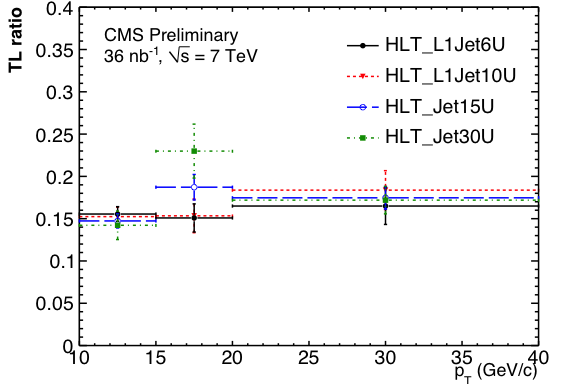 TL ratio
0.4
0.35
0.3
0.25
0.2
0.15
0.1
0.05
0
CMS Preliminary
36 nb⁻¹, √s = 7 TeV
HLT_L1Jet6U
HLT_L1Jet10U
HLT_Jet15U
HLT_Jet30U
10 15 20 25 30 35 40
p_T (GeV/c)